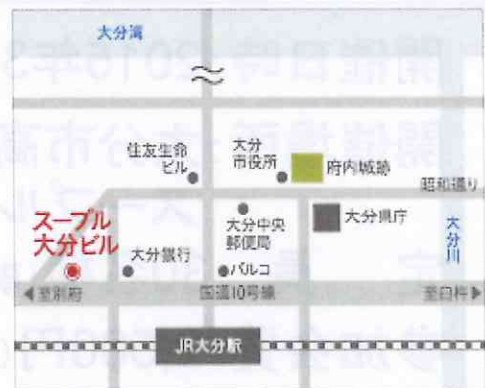 大分湾
住友生命
ビル
大分
市役所
府内城跡
昭和通り
スープル
大分ビル
大分中央
郵便局
大分県庁
大分川
大分銀行
パルコ
◀至別府
国道10号線
至臼杵▶
JR大分駅